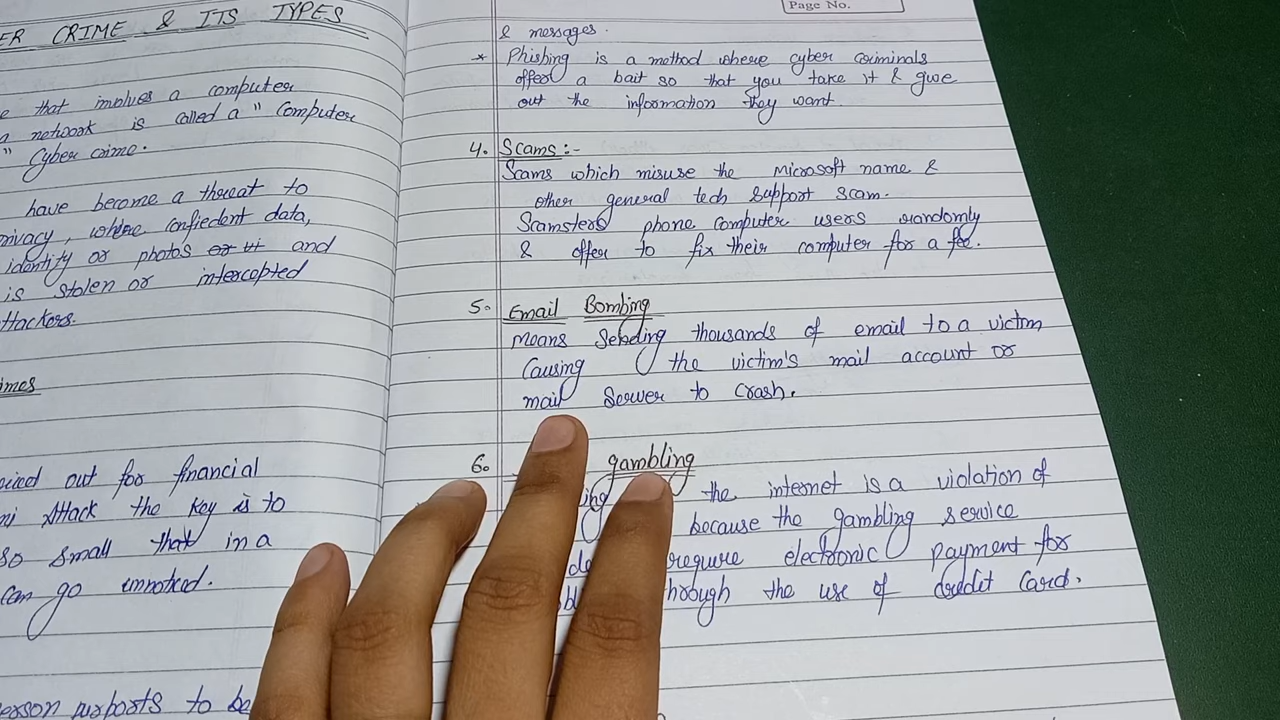 ER CRIME & ITS TYPES
e that involves a computer
a network is called a " Computer
" Cyber crime.
have become a threat to
rivacy, where confiedent data,
identity or photos and
is stolen or intercepted
ttackers.
imes
ried out for financial
mi Attack the key is to
so small that in a
can go unnoticed.
erson purports to be
Page No.
& messages.
* Phishing is a method where cyber criminals
offer a bait so that you take it & give
out the information they want.
4. Scams:-
Scams which misuse the Microsoft name &
other general tech support scam.
Scamsters phone computer users randomly
& offer to fix their computer for a fee.
5. Email Bombing
Means Sending thousands of email to a victim
Causing the victim's mail account or
mail Server to crash.
6. gambling
ing the internet is a violation of
because the gambling service
require electronic payment for
hrough the use of credit card.